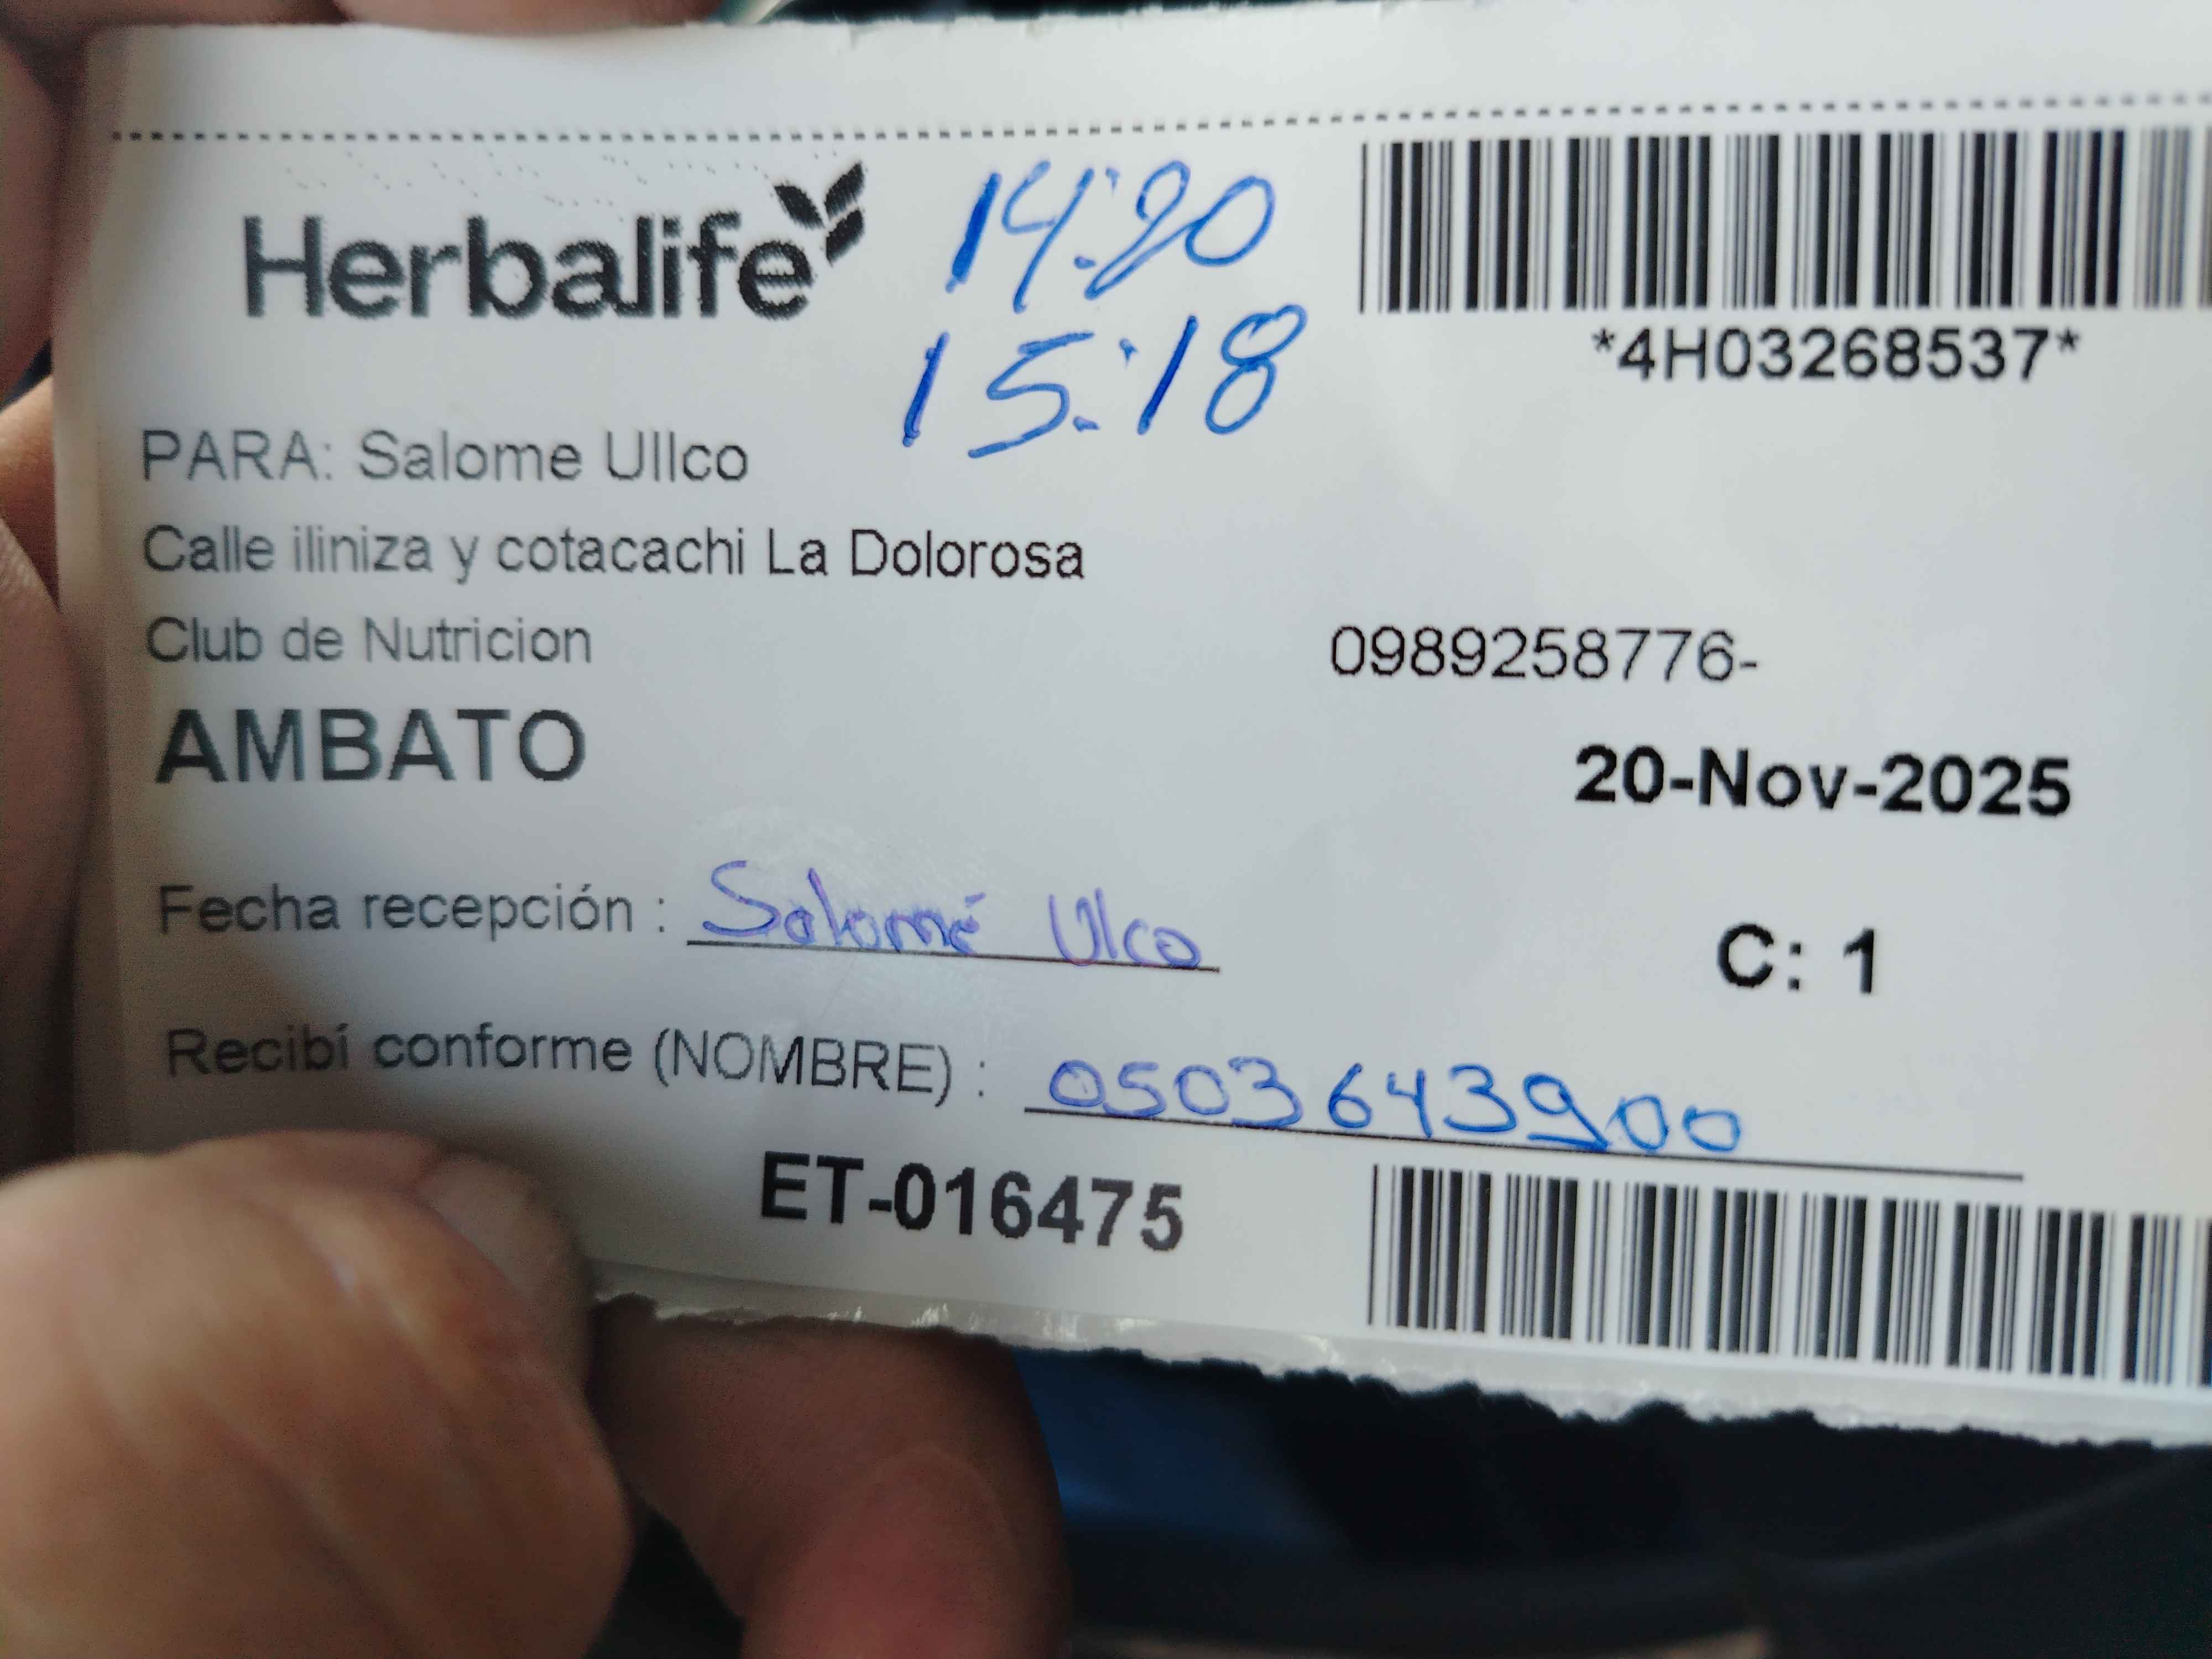 Herbalife
14:20
15:18
*4H03268537*
PARA: Salome Ullco
Calle iliniza y cotacachi La Dolorosa
Club de Nutricion
0989258776-
AMBATO
20-Nov-2025
Fecha recepción : Salomé Ulco
C: 1
Recibí conforme (NOMBRE) : 0503643900
ET-016475